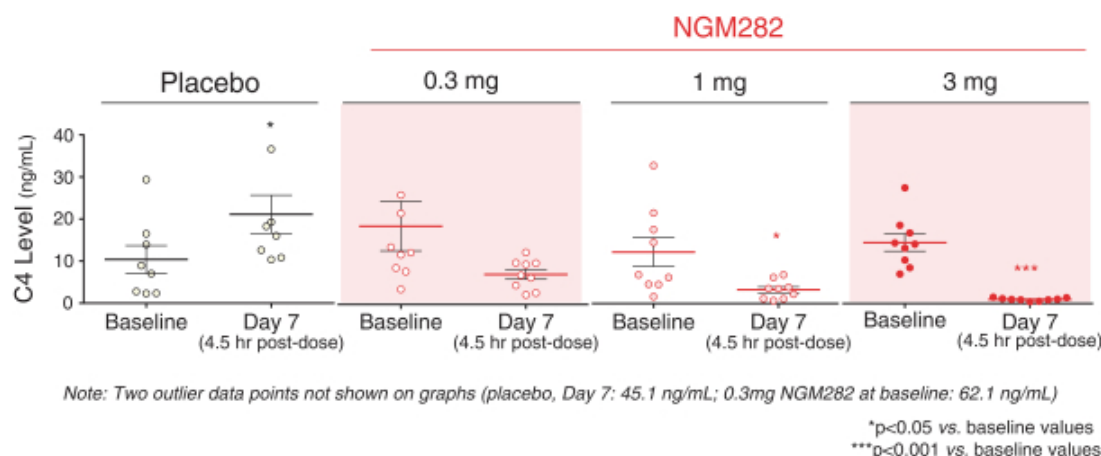 NGM282
Placebo
0.3 mg
1 mg
3 mg
C4 Level (ng/mL)
40
30
20
10
0
*
*
***
Baseline
Day 7
(4.5 hr post-dose)
Baseline
Day 7
(4.5 hr post-dose)
Baseline
Day 7
(4.5 hr post-dose)
Baseline
Day 7
(4.5 hr post-dose)
Note: Two outlier data points not shown on graphs (placebo, Day 7: 45.1 ng/mL; 0.3mg NGM282 at baseline: 62.1 ng/mL)
*p<0.05 vs. baseline values
***p<0.001 vs. baseline values